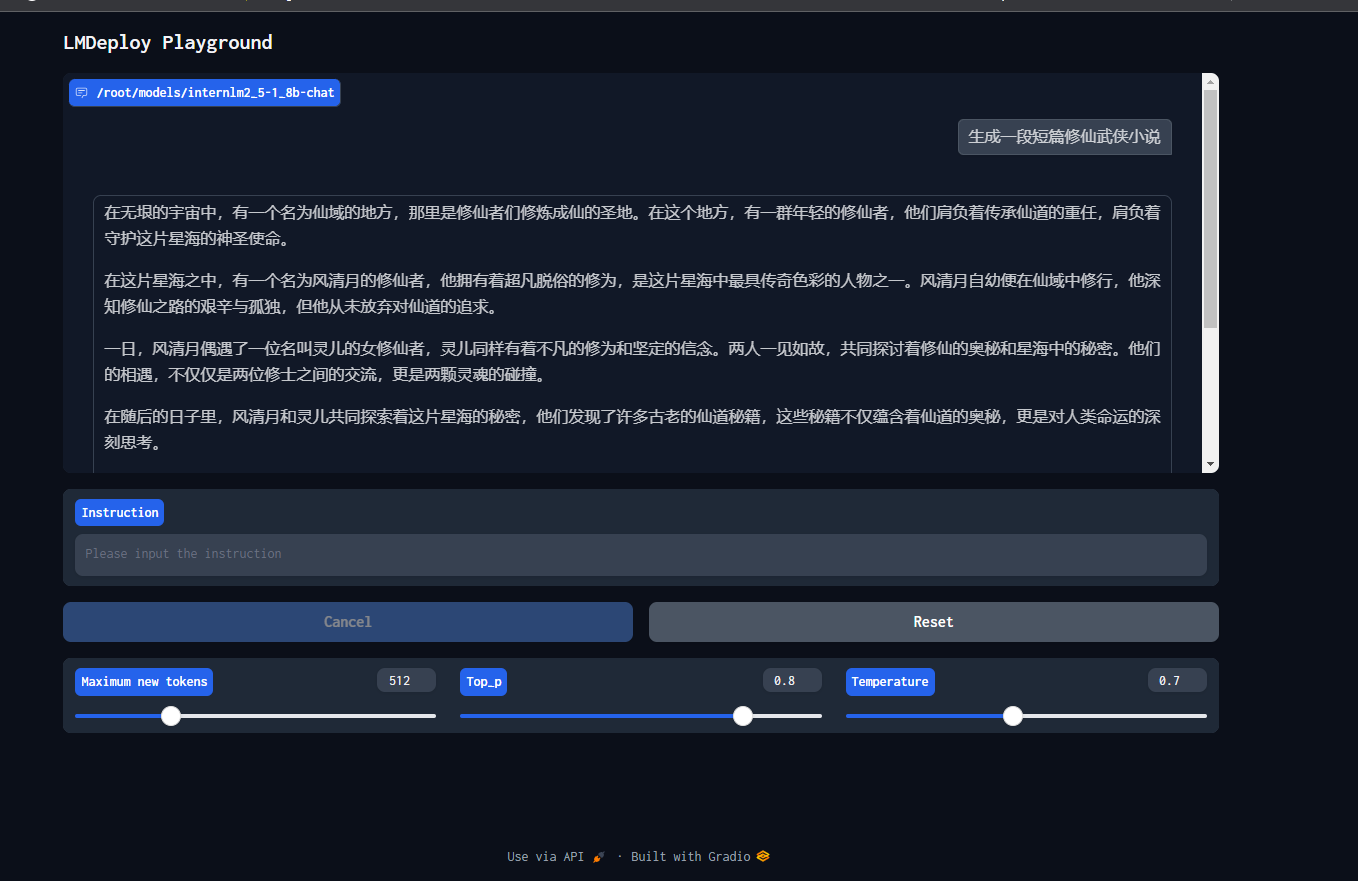 LMDeploy Playground
/root/models/internlm2_5-1_8b-chat
生成一段短篇修仙武侠小说
在无垠的宇宙中，有一个名为仙域的地方，那里是修仙者们修炼成仙的圣地。在这个地方，有一群年轻的修仙者，他们肩负着传承仙道的重任，肩负着
守护这片星海的神圣使命。
在这片星海之中，有一个名为风清月的修仙者，他拥有着超凡脱俗的修为，是这片星海中最具传奇色彩的人物之一。风清月自幼便在仙域中修行，他深
知修仙之路的艰辛与孤独，但他从未放弃对仙道的追求。
一日，风清月偶遇了一位名叫灵儿的女修仙者，灵儿同样有着不凡的修为和坚定的信念。两人一见如故，共同探讨着修仙的奥秘和星海中的秘密。他们
的相遇，不仅仅是两位修士之间的交流，更是两颗灵魂的碰撞。
在随后的日子里，风清月和灵儿共同探索着这片星海的秘密，他们发现了许多古老的仙道秘籍，这些秘籍不仅蕴含着仙道的奥秘，更是对人类命运的深
刻思考。
Instruction
Please input the instruction
Cancel
Reset
Maximum new tokens
512
Top_p
0.8
Temperature
0.7
Use via API 🚀 · Built with Gradio